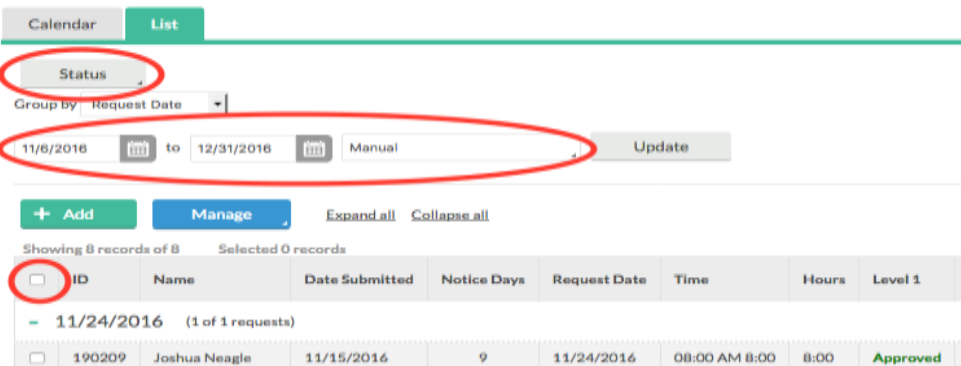 Calendar List
Status
Group by Request Date
11/6/2016 to 12/31/2016 Manual Update
+ Add Manage Expand all Collapse all
Showing 8 records of 8 Selected 0 records
ID Name Date Submitted Notice Days Request Date Time Hours Level 1
- 11/24/2016 (1 of 1 requests)
190209 Joshua Neagle 11/15/2016 9 11/24/2016 08:00 AM 8:00 8:00 Approved